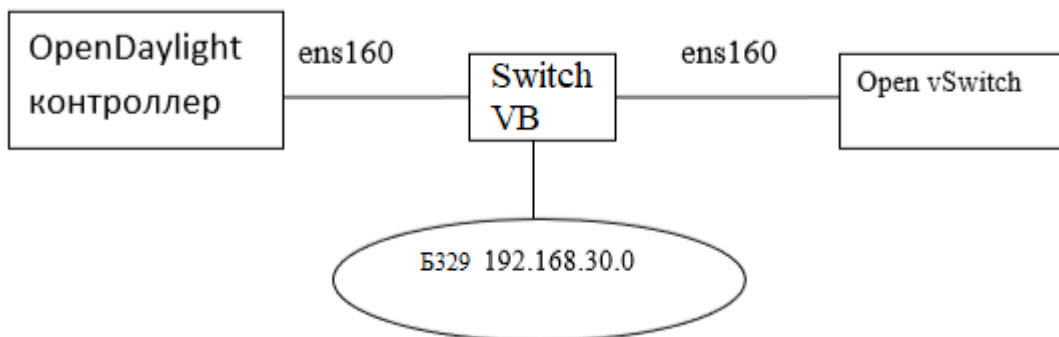 OpenDaylight
контроллер
ens160
Switch
VB
ens160
Open vSwitch
Б329 192.168.30.0